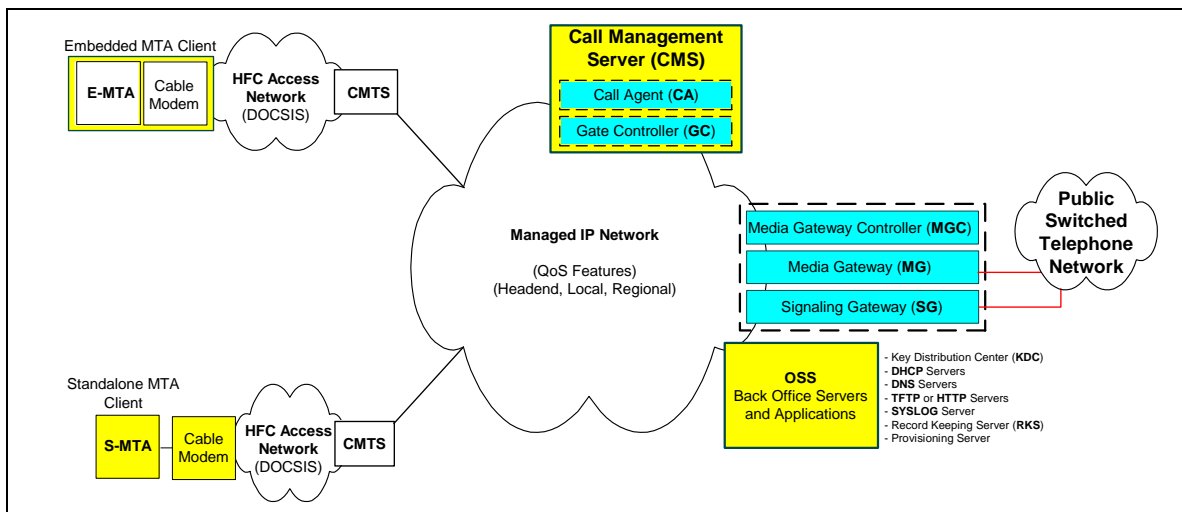 Embedded MTA Client
E-MTA
Cable
Modem
HFC Access
Network
(DOCSIS)
CMTS
Call Management
Server (CMS)
Call Agent (CA)
Gate Controller (GC)
Managed IP Network
(QoS Features)
(Headend, Local, Regional)
Media Gateway Controller (MGC)
Media Gateway (MG)
Signaling Gateway (SG)
Public
Switched
Telephone
Network
OSS
Back Office Servers
and Applications
- Key Distribution Center (KDC)
- DHCP Servers
- DNS Servers
- TFTP or HTTP Servers
- SYSLOG Server
- Record Keeping Server (RKS)
- Provisioning Server
Standalone MTA
Client
S-MTA
Cable
Modem
HFC Access
Network
(DOCSIS)
CMTS